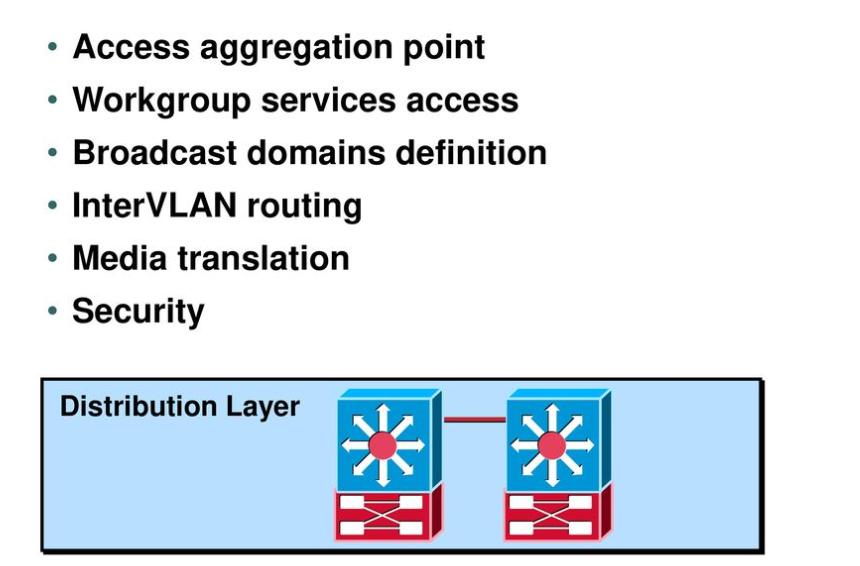 • Access aggregation point
• Workgroup services access
• Broadcast domains definition
• InterVLAN routing
• Media translation
• Security
Distribution Layer